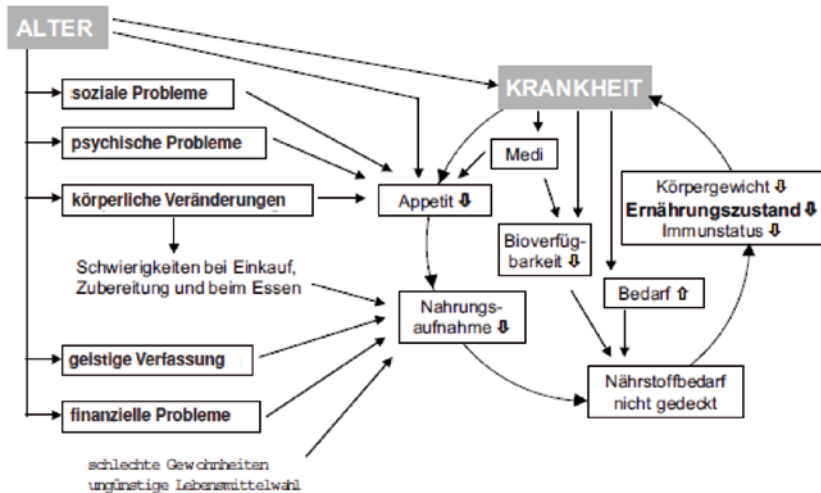 ALTER
KRANKHEIT
soziale Probleme
psychische Probleme
Medi
körperliche Veränderungen
Appetit ⇩
Körpergewicht ⇩
Ernährungszustand ⇩
Immunstatus ⇩
Bioverfüg-
barkeit ⇩
Schwierigkeiten bei Einkauf,
Zubereitung und beim Essen
Bedarf ⇧
Nahrungs-
aufnahme ⇩
geistige Verfassung
Nährstoffbedarf
nicht gedeckt
finanzielle Probleme
schlechte Gewohnheiten
ungünstige Lebensmittelwahl